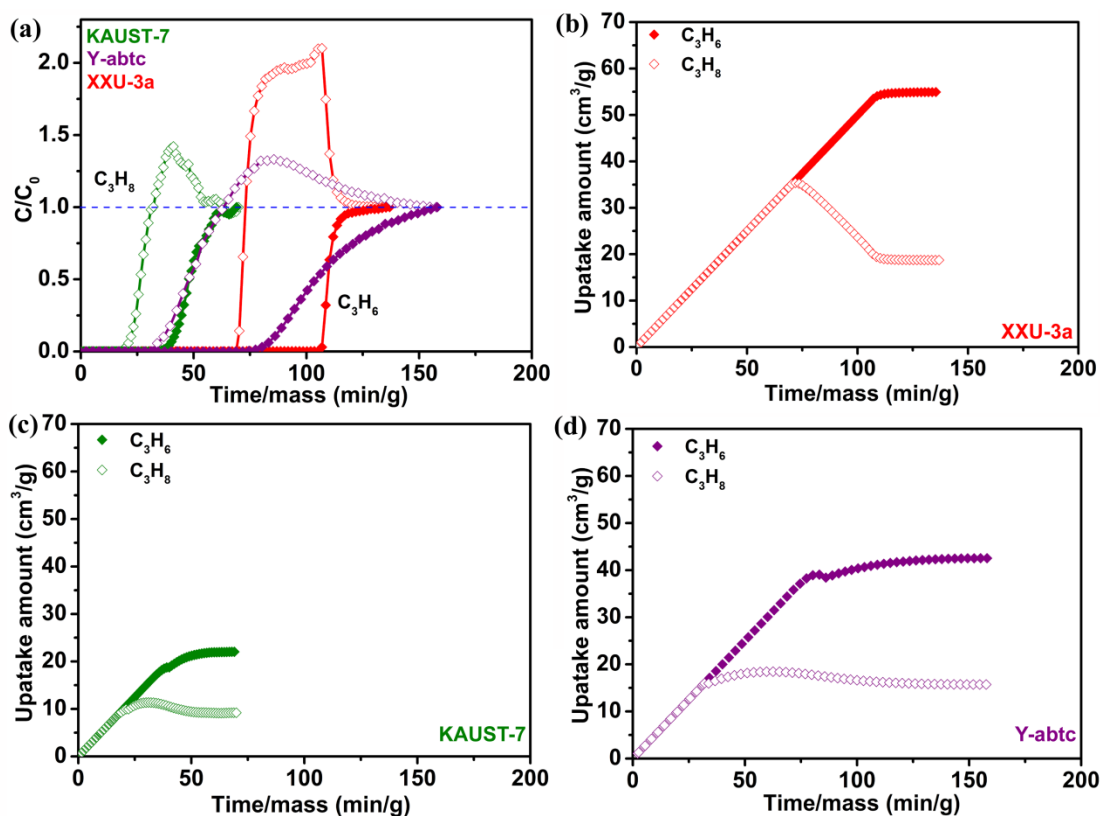 (a)
KAUST-7
Y-abtc
XXU-3a
C3H8
C3H6
C/C0
2.0
1.5
1.0
0.5
0.0
0 50 100 150 200
Time/mass (min/g)
(b)
C3H6
C3H8
Upatake amount (cm3/g)
70
60
50
40
30
20
10
0
0 50 100 150 200
XXU-3a
Time/mass (min/g)
(c)
C3H6
C3H8
Upatake amount (cm3/g)
70
60
50
40
30
20
10
0
0 50 100 150 200
KAUST-7
Time/mass (min/g)
(d)
C3H6
C3H8
Upatake amount (cm3/g)
70
60
50
40
30
20
10
0
0 50 100 150 200
Y-abtc
Time/mass (min/g)